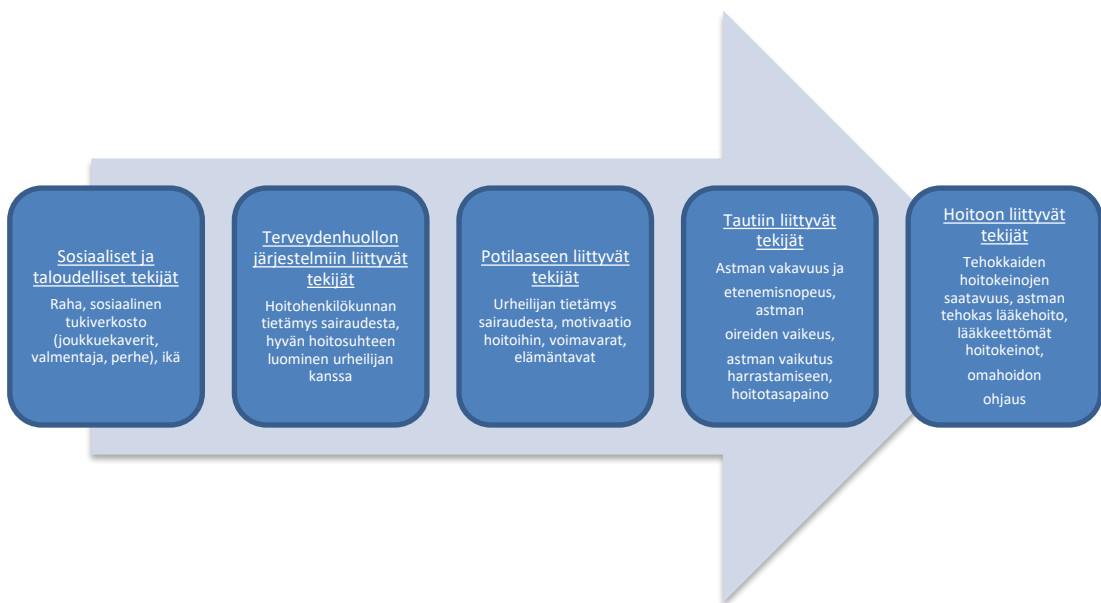 Sosiaaliset ja
taloudelliset tekijät
Raha, sosiaalinen
tukiverkosto
(joukkuekaverit,
valmentaja, perhe), ikä
Terveydenhuollon
järjestelmiin liittyvät
tekijät
Hoitohenkilökunnan
tietämys sairaudesta,
hyvän hoitosuhteen
luominen urheilijan
kanssa
Potilaaseen liittyvät
tekijät
Urheilijan tietämys
sairaudesta, motivaatio
hoitoihin, voimavarat,
elämäntavat
Tautiin liittyvät
tekijät
Astman vakavuus ja
etenemisnopeus,
astman
oireiden vaikeus,
astman vaikutus
harrastamiseen,
hoitotasapaino
Hoitoon liittyvät
tekijät
Tehokkaiden
hoitokeinojen
saatavuus, astman
tehokas lääkehoito,
lääkkeettömät
hoitokeinot,
omahoidon
ohjaus